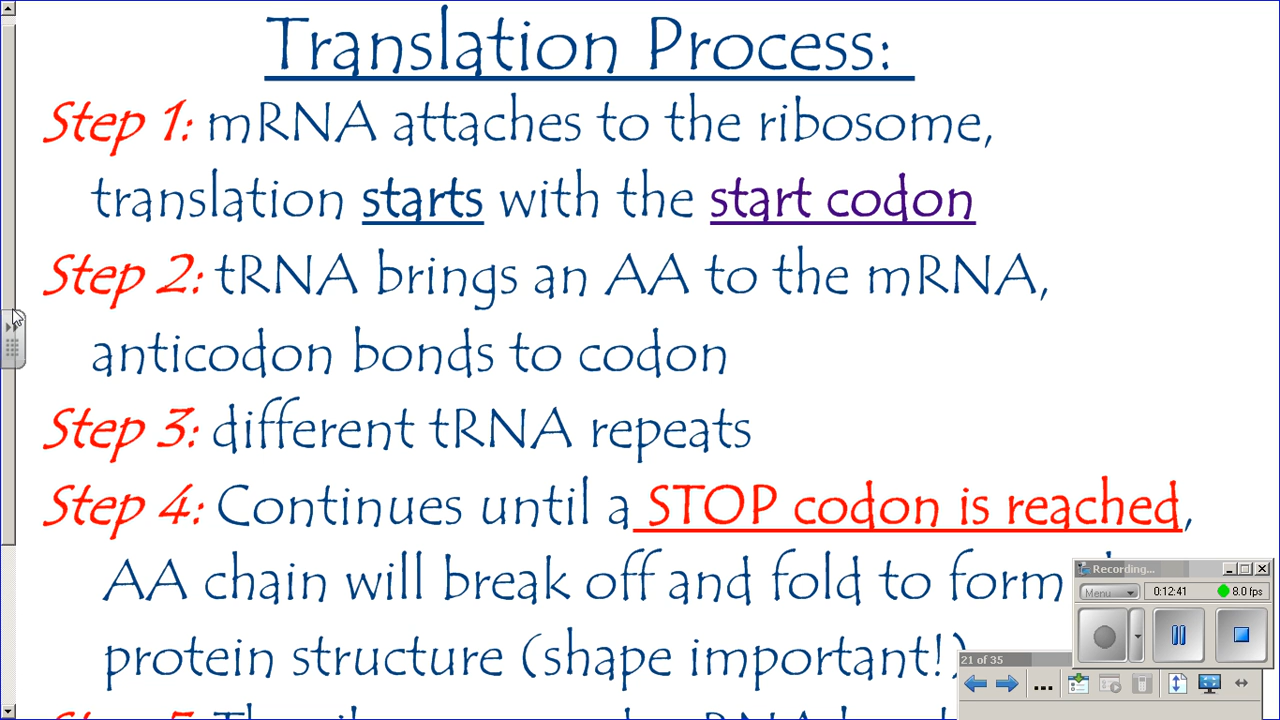 Translation Process:
Step 1: mRNA attaches to the ribosome,
translation starts with the start codon
Step 2: tRNA brings an AA to the mRNA,
anticodon bonds to codon
Step 3: different tRNA repeats
Step 4: Continues until a STOP codon is reached,
AA chain will break off and fold to form
protein structure (shape important!)
Recording...
Menu
0:12:41
8.0 fps
21 of 35